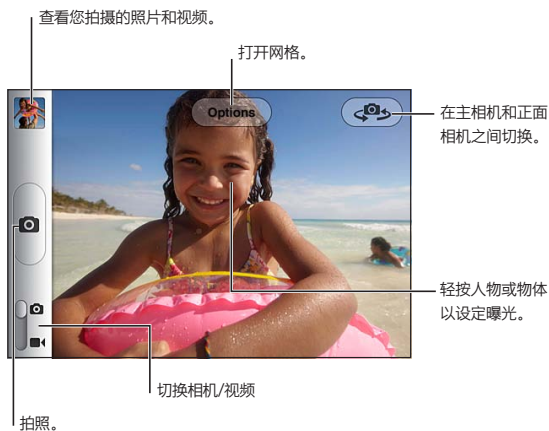 查看您拍摄的照片和视频。
打开网格。
Options
在主相机和正面
相机之间切换。
轻按人物或物体
以设定曝光。
切换相机/视频
拍照。